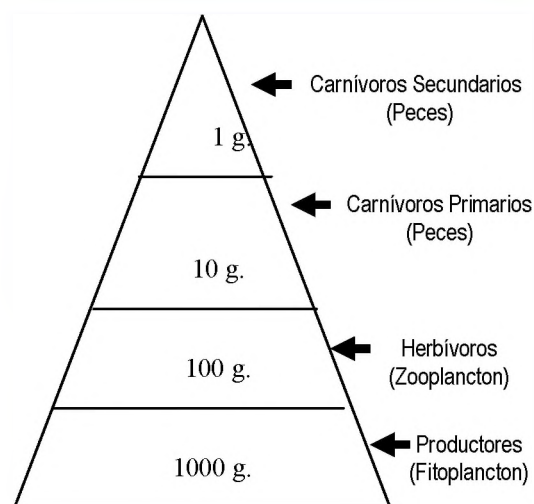 Carnívoros Secundarios
(Peces)
1 g.
Carnívoros Primarios
(Peces)
10 g.
Herbívoros
(Zooplancton)
100 g.
Productores
(Fitoplancton)
1000 g.